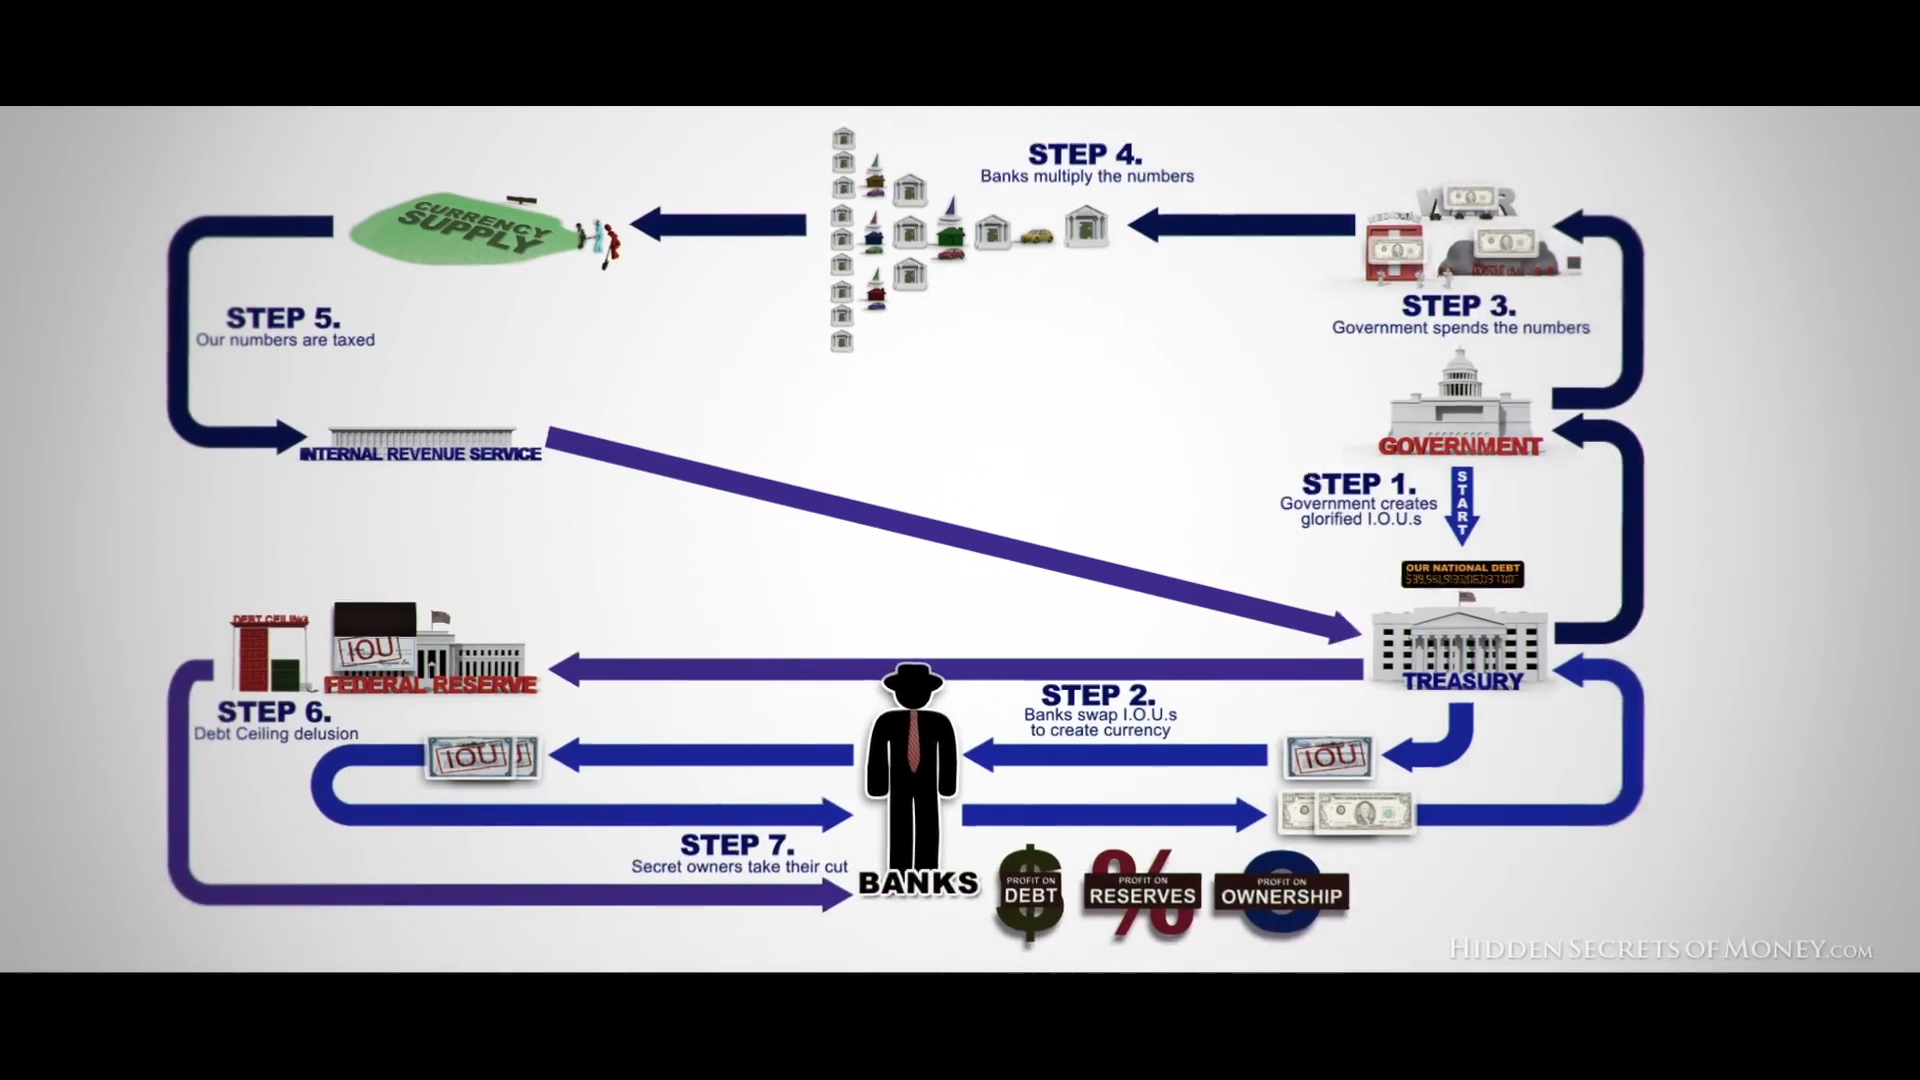 STEP 4.
Banks multiply the numbers
CURRENCY
SUPPLY
STEP 3.
Government spends the numbers
STEP 5.
Our numbers are taxed
INTERNAL REVENUE SERVICE
GOVERNMENT
STEP 1.
Government creates
glorified I.O.U.s
START
OUR NATIONAL DEBT
DEBT CEILING
IOU
FEDERAL RESERVE
TREASURY
STEP 6.
Debt Ceiling delusion
STEP 2.
Banks swap I.O.U.s
to create currency
IOU
IOU
STEP 7.
Secret owners take their cut
BANKS
PROFIT ON
DEBT
PROFIT ON
RESERVES
PROFIT ON
OWNERSHIP
HIDDEN SECRETS OF MONEY.COM